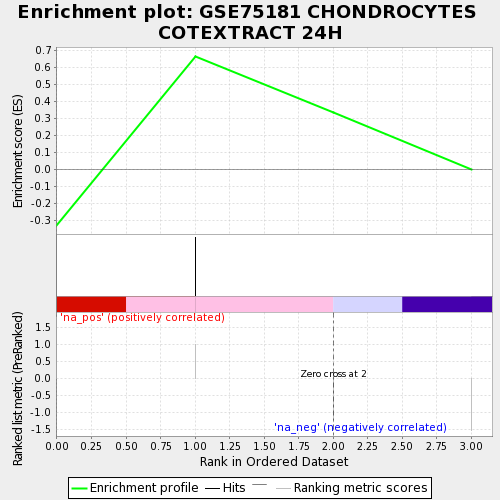 Enrichment plot: GSE75181 CHONDROCYTES
COTEXTRACT 24H
Enrichment score (ES)
0.7
0.6
0.5
0.4
0.3
0.2
0.1
0.0
-0.1
-0.2
-0.3
'na_pos' (positively correlated)
Ranked list metric (PreRanked)
1.5
1.0
0.5
0.0
-0.5
-1.0
-1.5
Zero cross at 2
'na_neg' (negatively correlated)
0.00 0.25 0.50 0.75 1.00 1.25 1.50 1.75 2.00 2.25 2.50 2.75 3.00
Rank in Ordered Dataset
Enrichment profile Hits Ranking metric scores